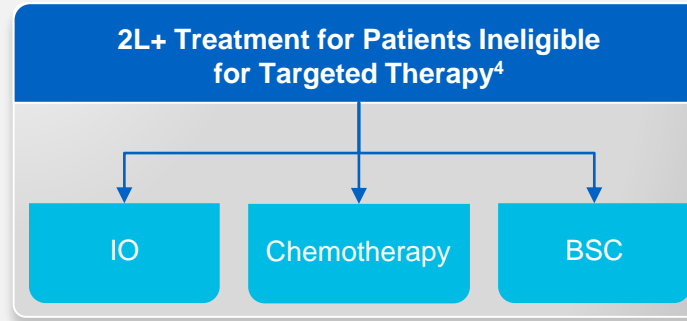 2L+ Treatment for Patients Ineligible
for Targeted Therapy⁴
IO
Chemotherapy
BSC